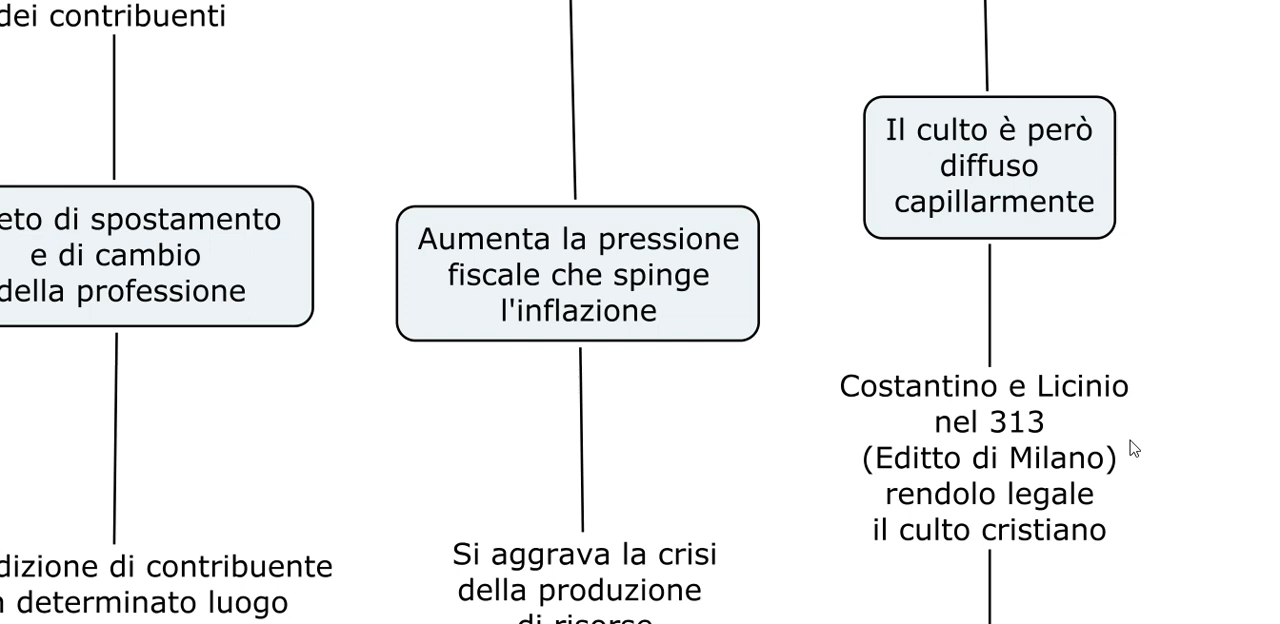 dei contribuenti
di spostamento
e di cambio
della professione
di contribuente
determinato luogo
Aumenta la pressione
fiscale che spinge
l'inflazione
Si aggrava la crisi
della produzione
di risorse
Il culto è però
diffuso
capillarmente
Costantino e Licinio
nel 313
(Editto di Milano)
rendolo legale
il culto cristiano